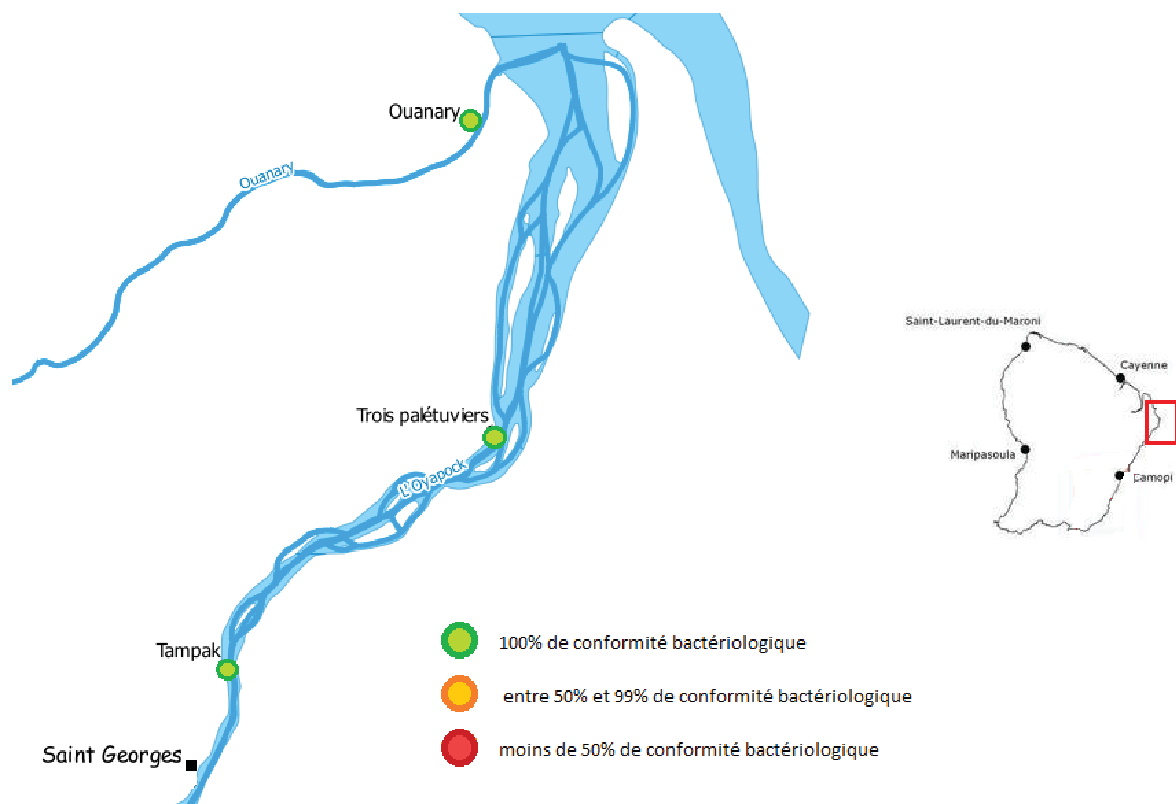 Ouanary
Ouanary
Saint-Laurent-du-Maroni
Cayenne
Trois palétuviers
Maripasoula
Camopi
L'Oyapock
Tampak
100% de conformité bactériologique
entre 50% et 99% de conformité bactériologique
Saint Georges
moins de 50% de conformité bactériologique